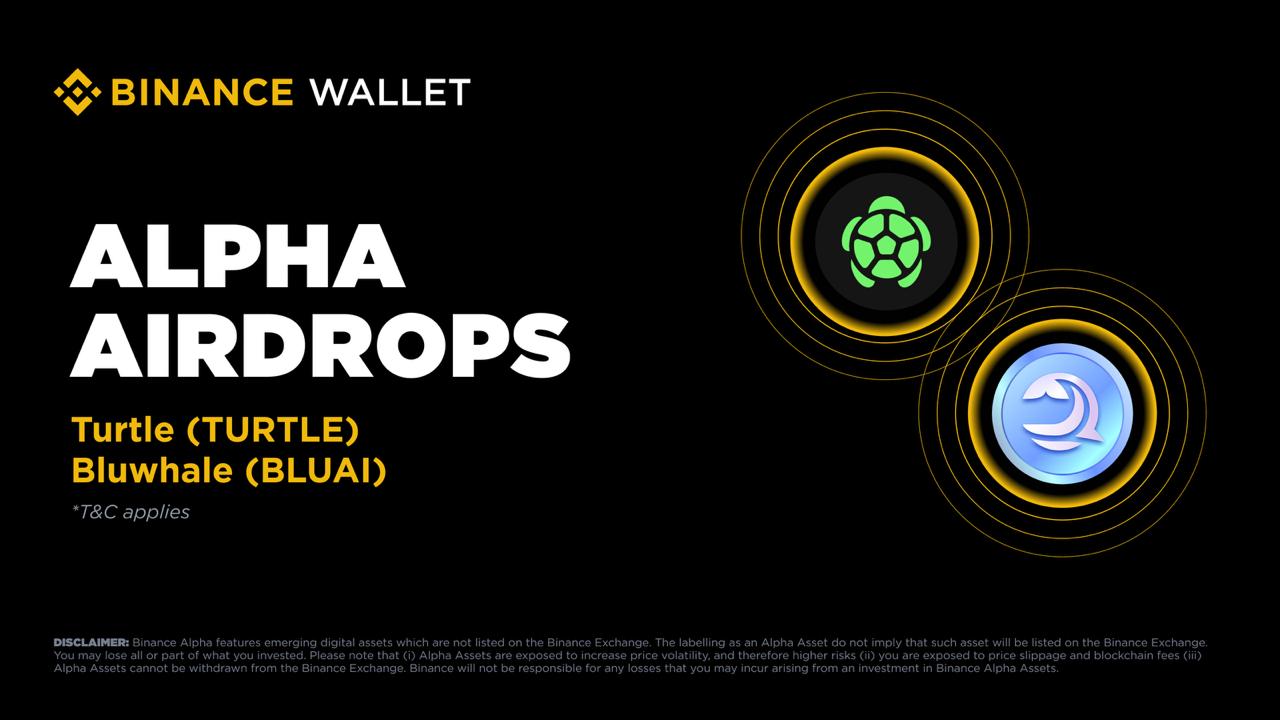 BINANCE WALLET
ALPHA
AIRDROPS
Turtle (TURTLE)
Bluwhale (BLUAI)
*T&C applies
DISCLAIMER: Binance Alpha features emerging digital assets which are not listed on the Binance Exchange. The labelling as an Alpha Asset do not imply that such asset will be listed on the Binance Exchange.
You may lose all or part of what you invested. Please note that (i) Alpha Assets are exposed to increase price volatility, and therefore higher risks (ii) you are exposed to price slippage and blockchain fees (iii)
Alpha Assets cannot be withdrawn from the Binance Exchange. Binance will not be responsible for any losses that you may incur arising from an investment in Binance Alpha Assets.